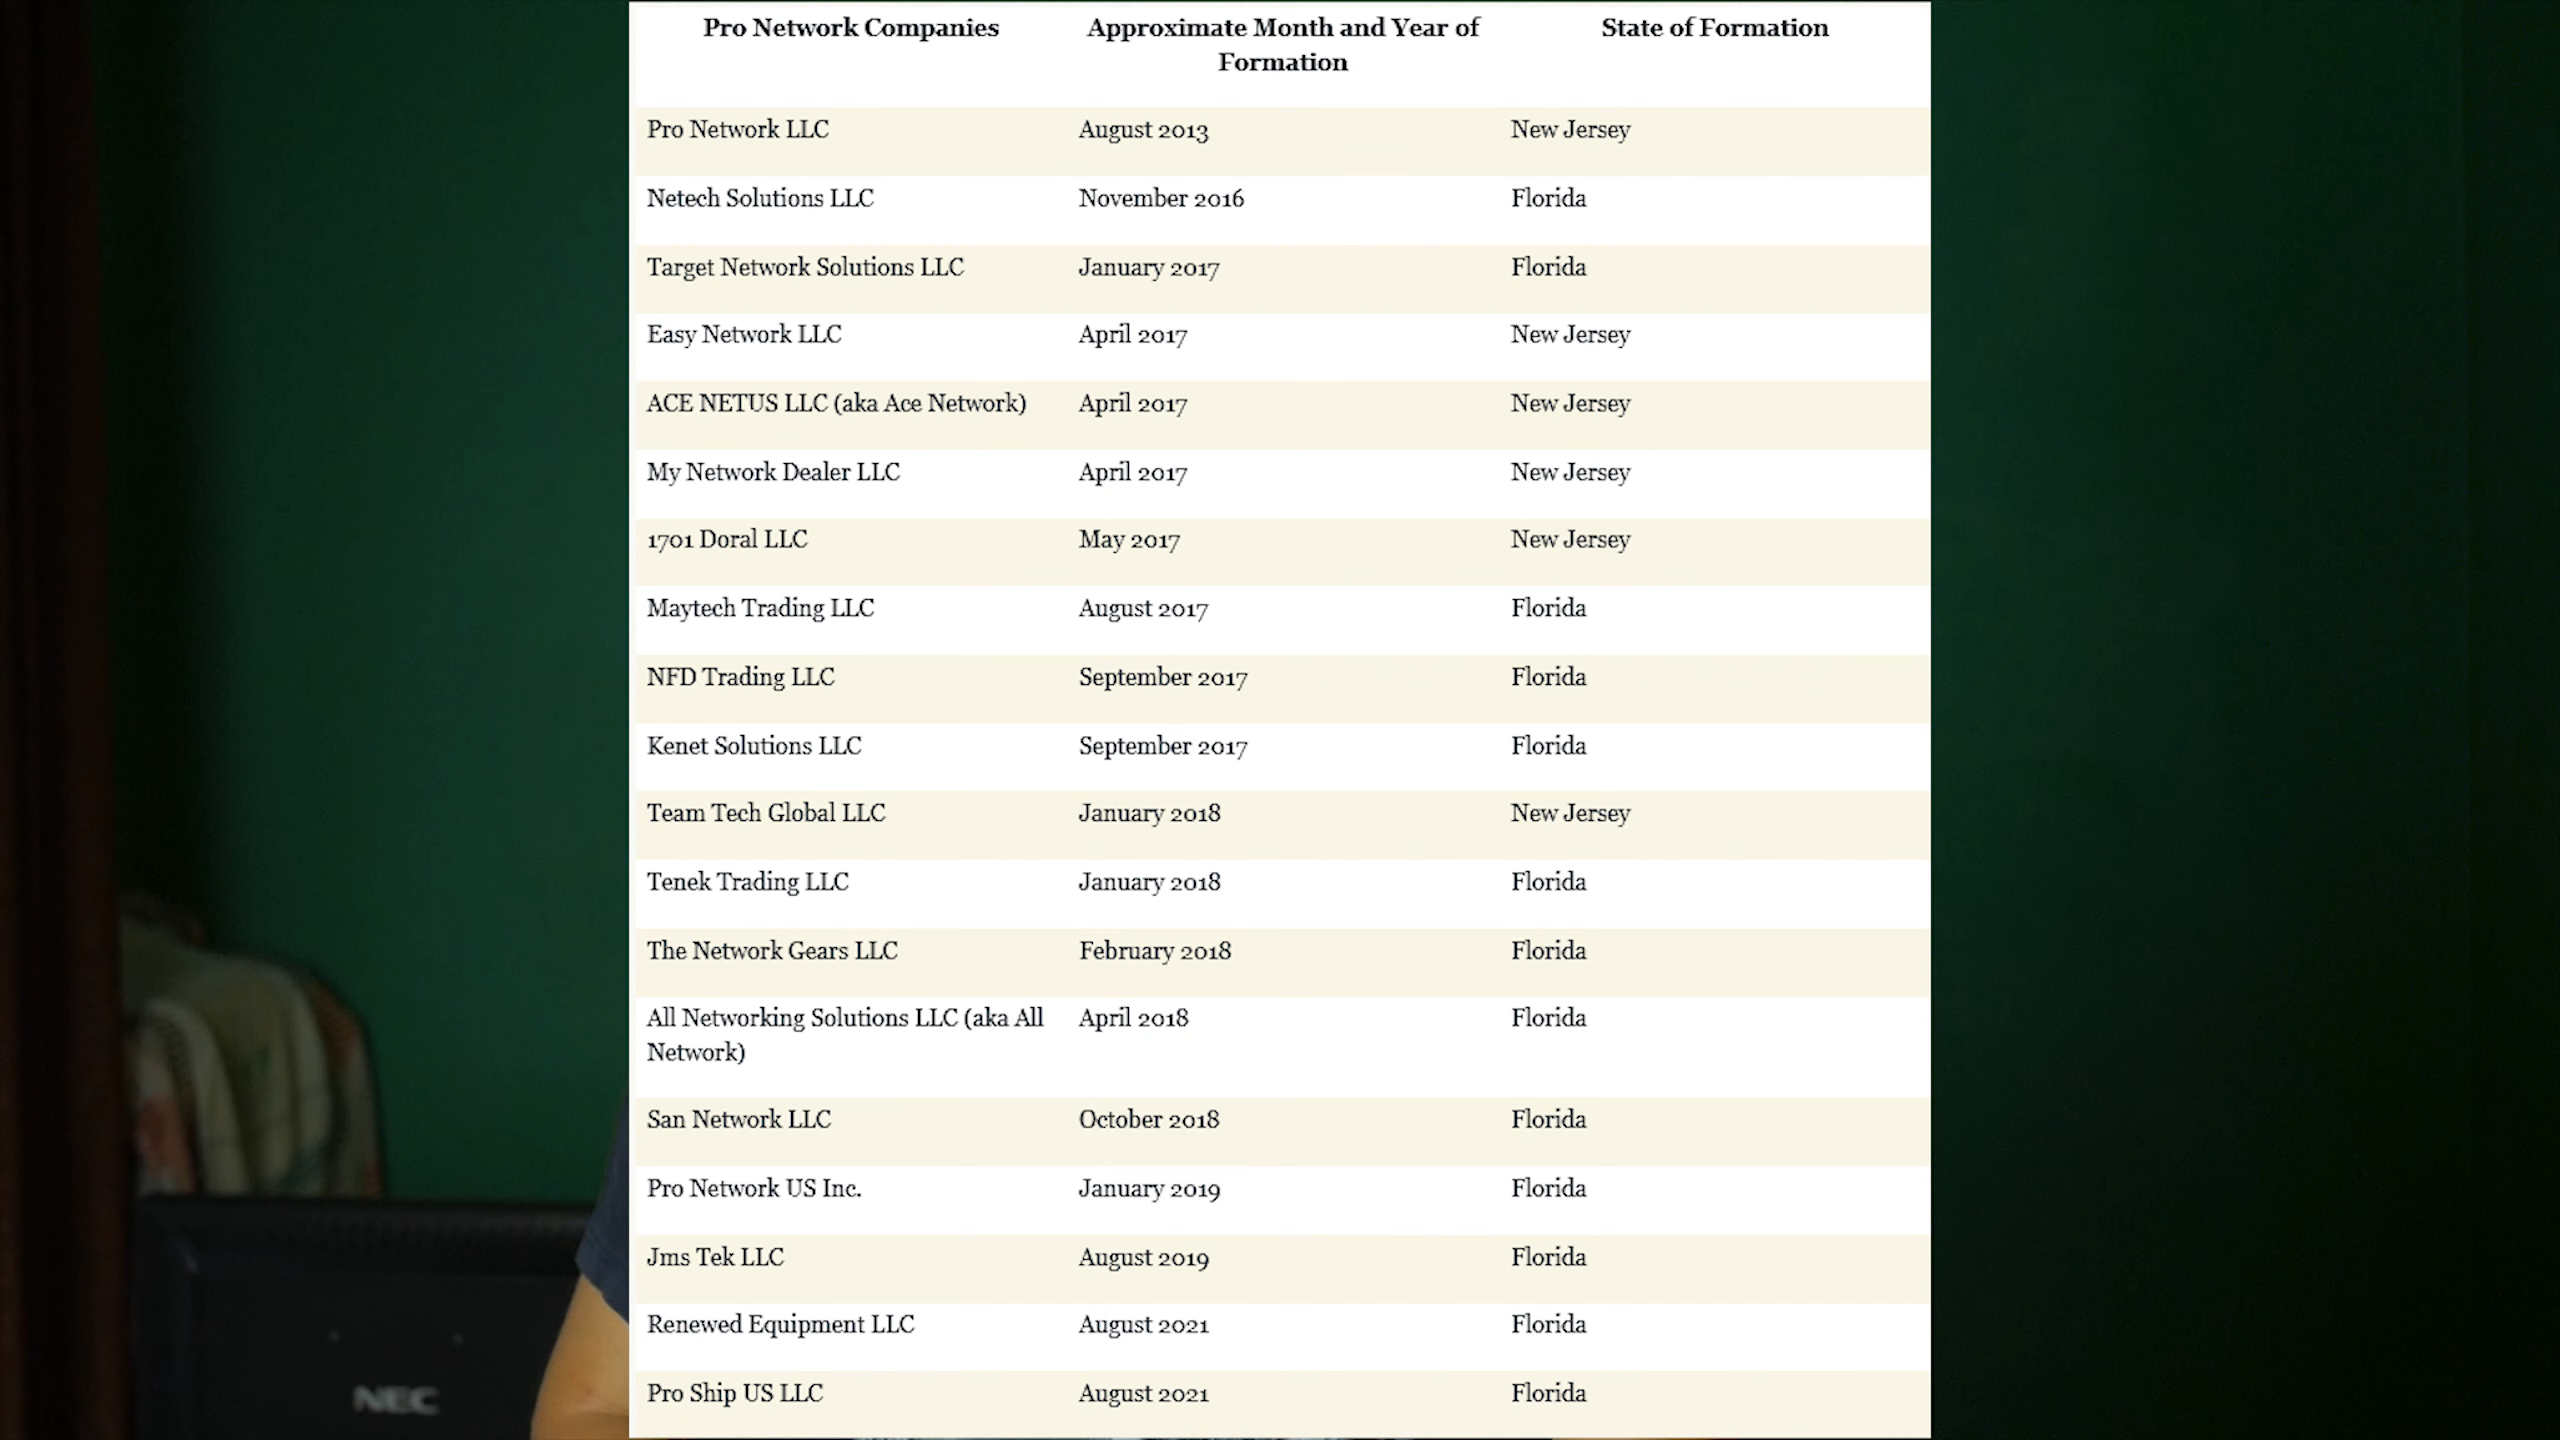 Pro Network Companies Approximate Month and Year of State of Formation
Formation
Pro Network LLC August 2013 New Jersey
Netech Solutions LLC November 2016 Florida
Target Network Solutions LLC January 2017 Florida
Easy Network LLC April 2017 New Jersey
ACE NETUS LLC (aka Ace Network) April 2017 New Jersey
My Network Dealer LLC April 2017 New Jersey
1701 Doral LLC May 2017 New Jersey
Maytech Trading LLC August 2017 Florida
NFD Trading LLC September 2017 Florida
Kenet Solutions LLC September 2017 Florida
Team Tech Global LLC January 2018 New Jersey
Tenek Trading LLC January 2018 Florida
The Network Gears LLC February 2018 Florida
All Networking Solutions LLC (aka All April 2018 Florida
Network)
San Network LLC October 2018 Florida
Pro Network US Inc. January 2019 Florida
Jms Tek LLC August 2019 Florida
Renewed Equipment LLC August 2021 Florida
Pro Ship US LLC August 2021 Florida
NEC